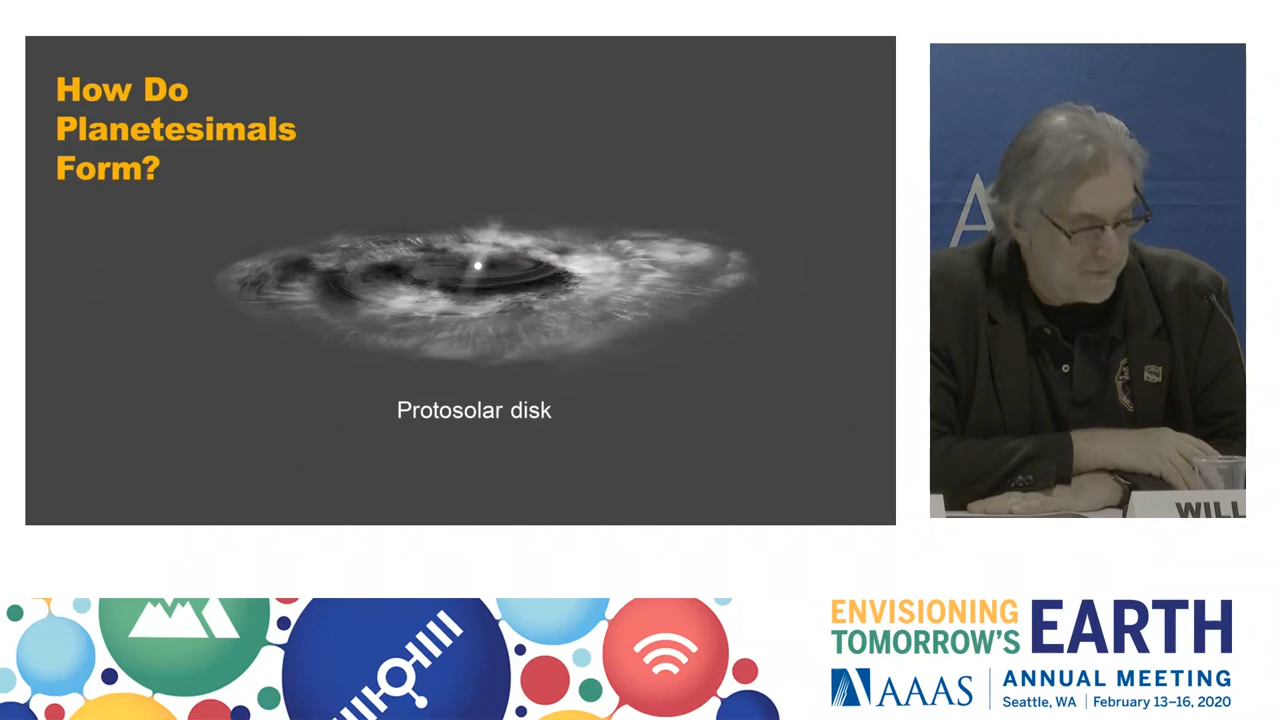 How Do
Planetesimals
Form?
Protosolar disk
A
WILL
ENVISIONING
TOMORROW'S
EARTH
AAAS
ANNUAL MEETING
Seattle, WA | February 13–16, 2020